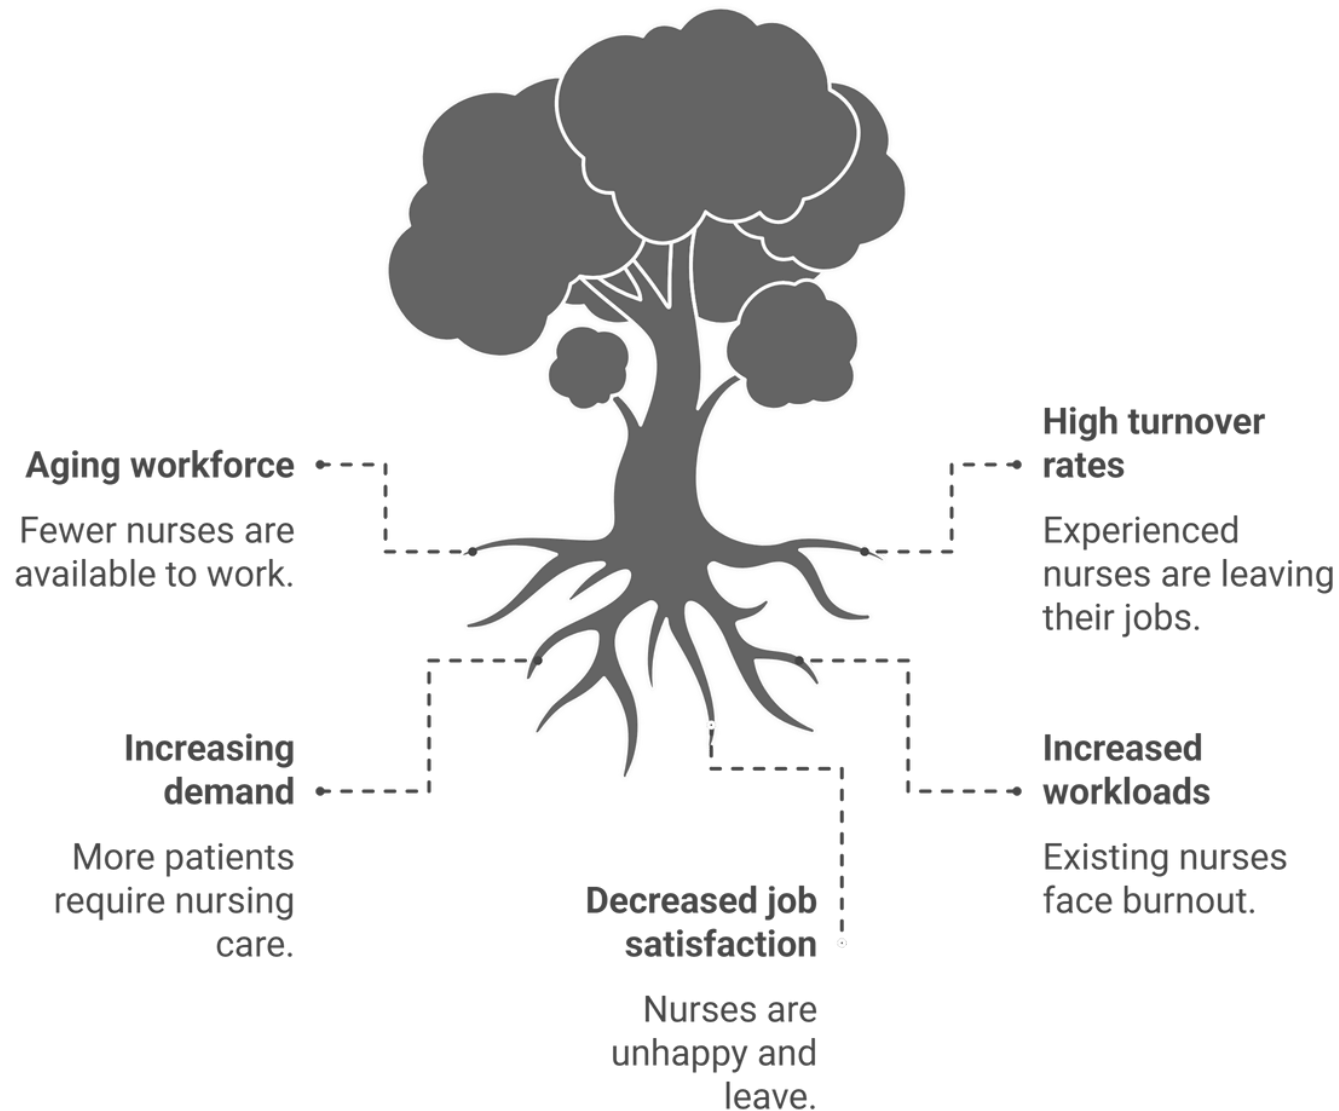 Aging workforce
Fewer nurses are
available to work.
High turnover
rates
Experienced
nurses are leaving
their jobs.
Increasing
demand
More patients
require nursing
care.
Increased
workloads
Existing nurses
face burnout.
Decreased job
satisfaction
Nurses are
unhappy and
leave.